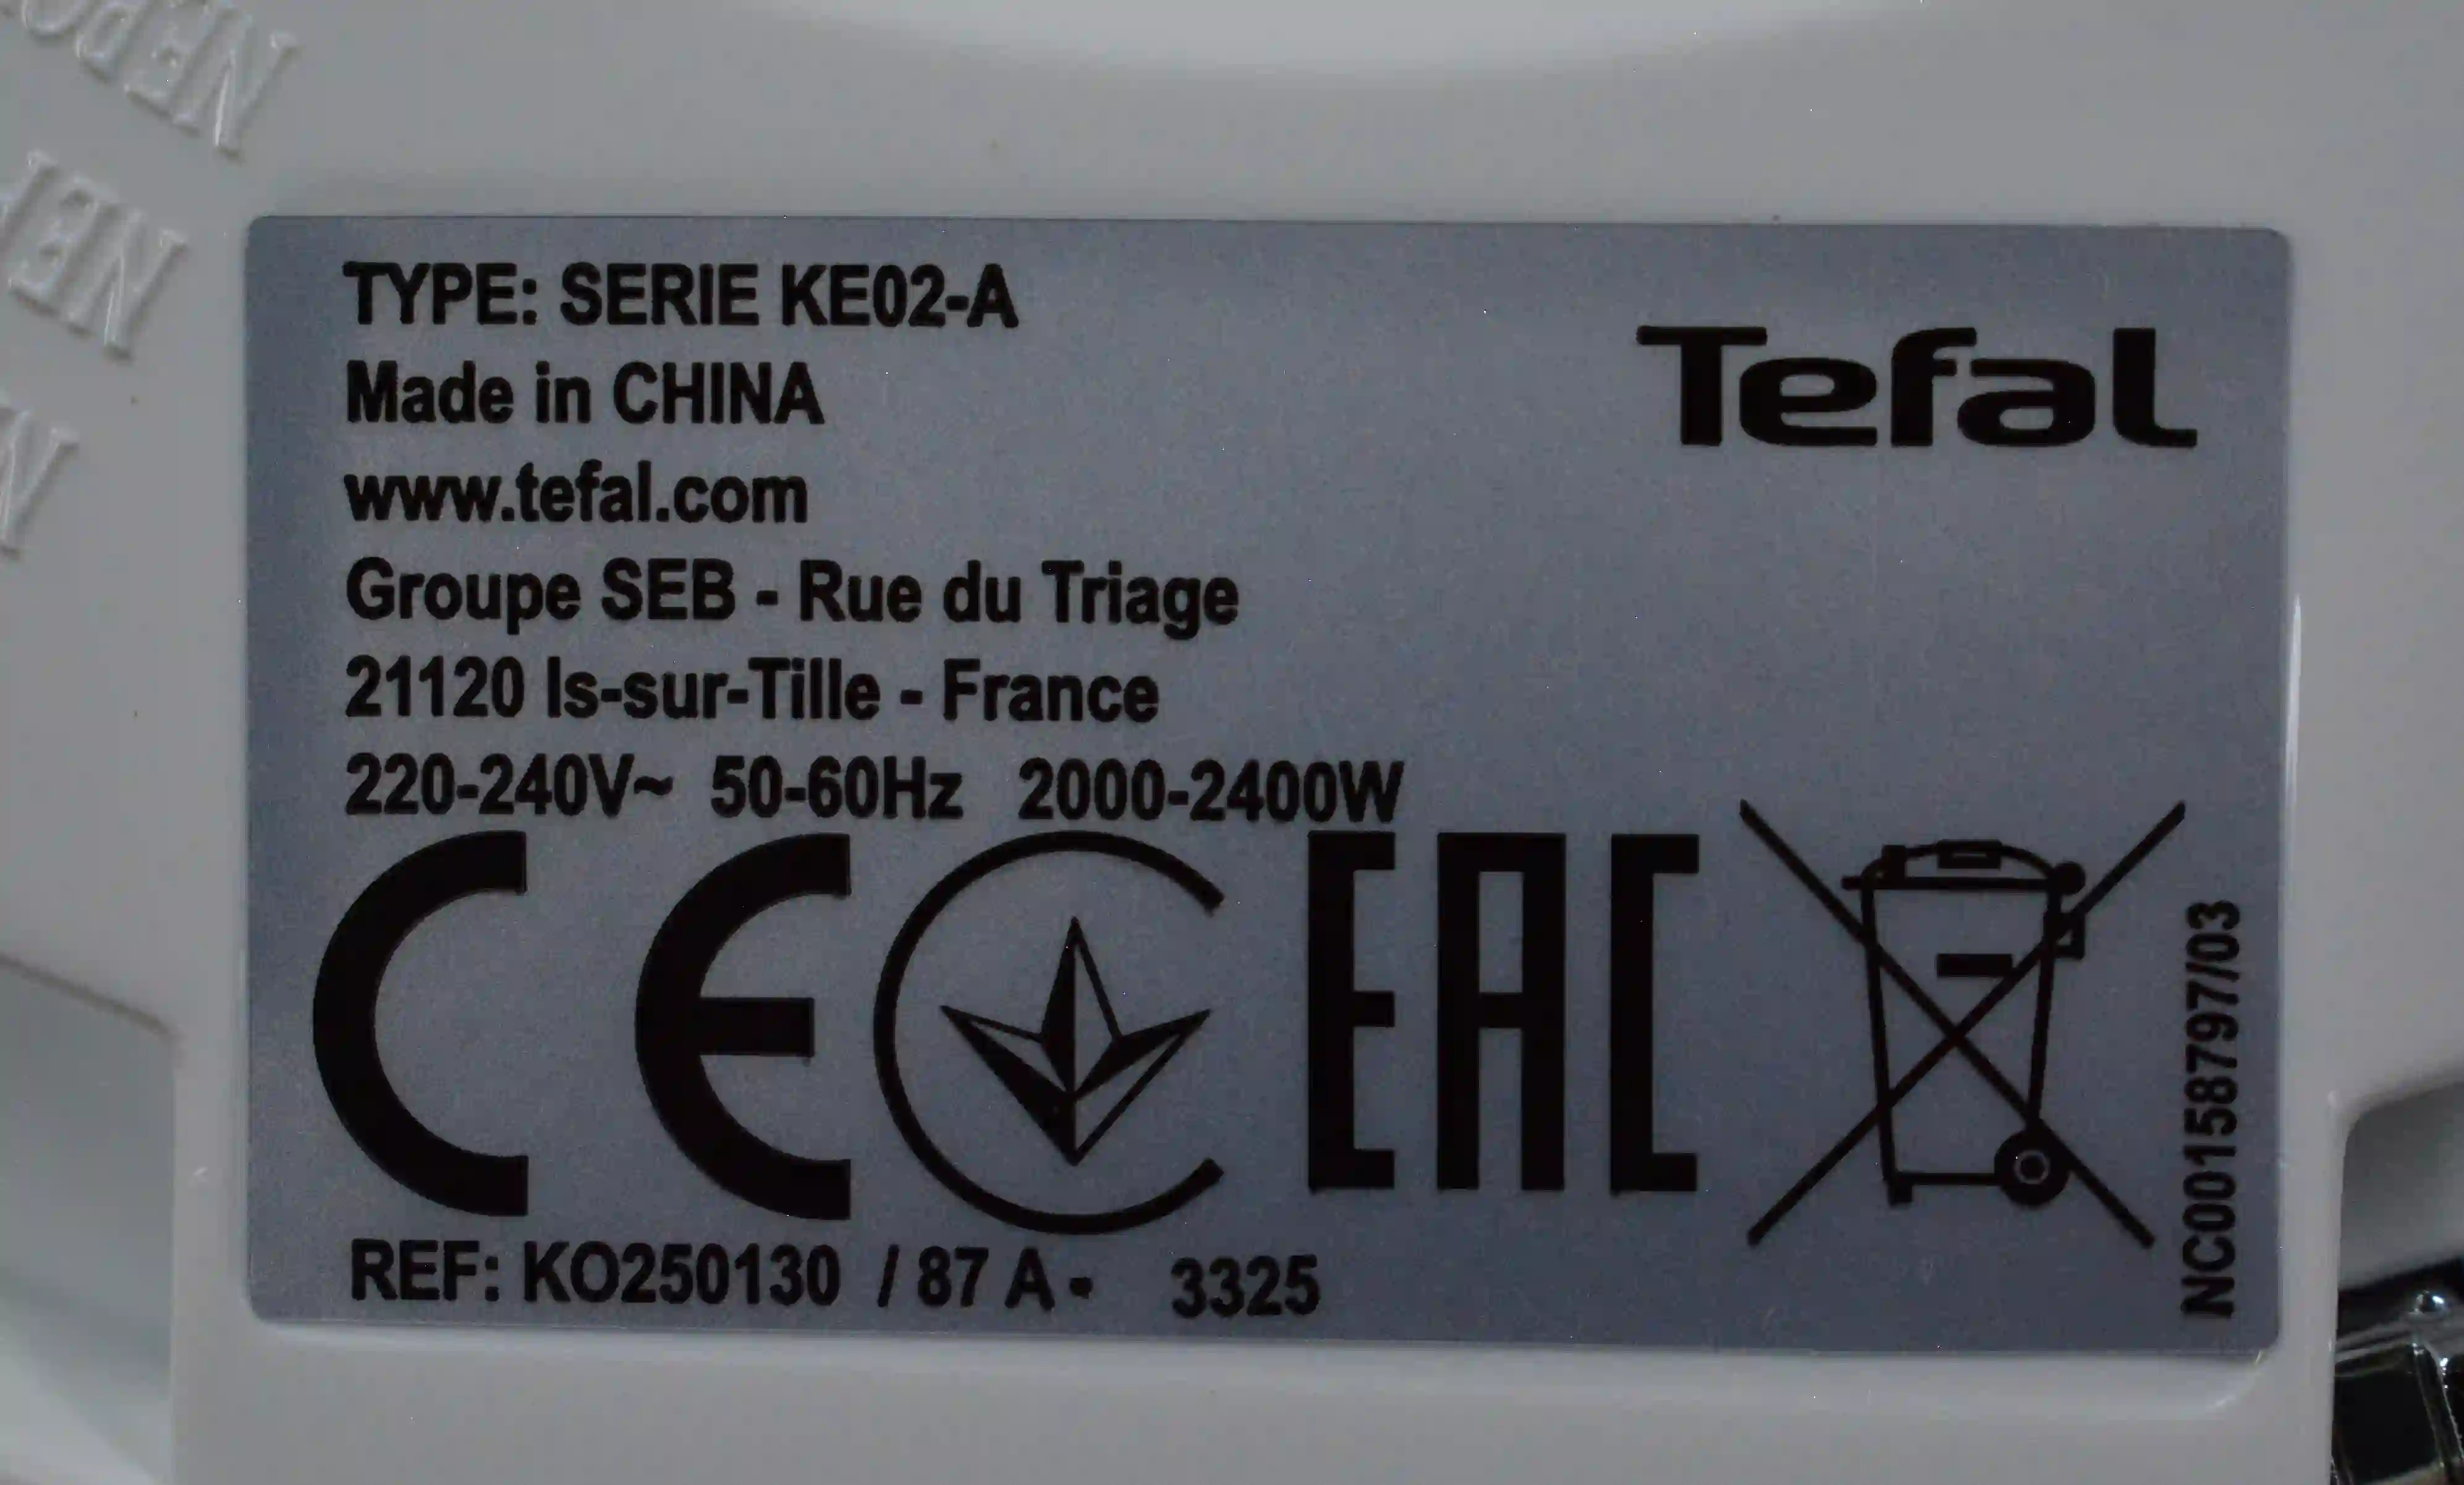 TYPE: SERIE KE02-A
Made in CHINA
www.tefal.com
Groupe SEB - Rue du Triage
21120 Is-sur-Tille - France
220-240V~ 50-60Hz 2000-2400W
Tefal
CE
EAC
NC00158797/03
REF: KO250130 / 87 A - 3325